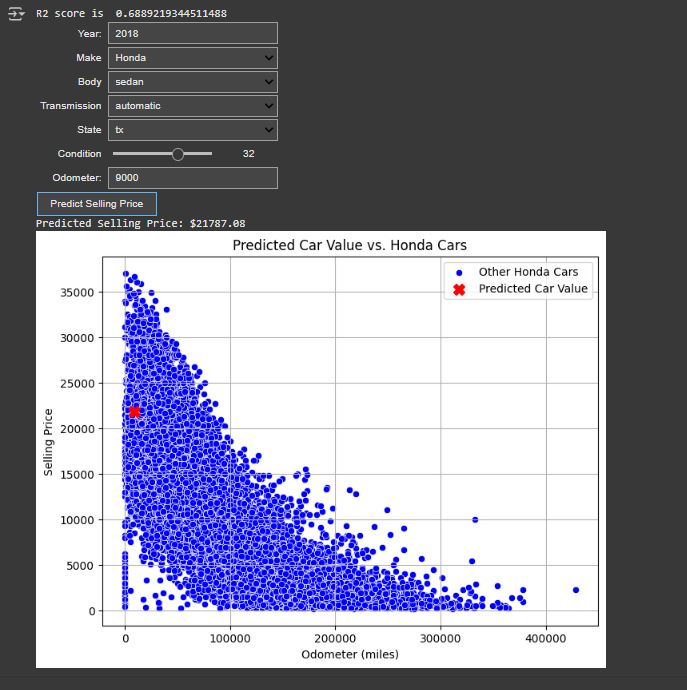 R2 score is 0.6889219344511488
Year: 2018
Make Honda
Body sedan
Transmission automatic
State tx
Condition 32
Odometer: 9000
Predict Selling Price
Predicted Selling Price: $21787.08
Predicted Car Value vs. Honda Cars
Other Honda Cars
Predicted Car Value
35000
30000
25000
20000
15000
10000
5000
0
Selling Price
0 100000 200000 300000 400000
Odometer (miles)